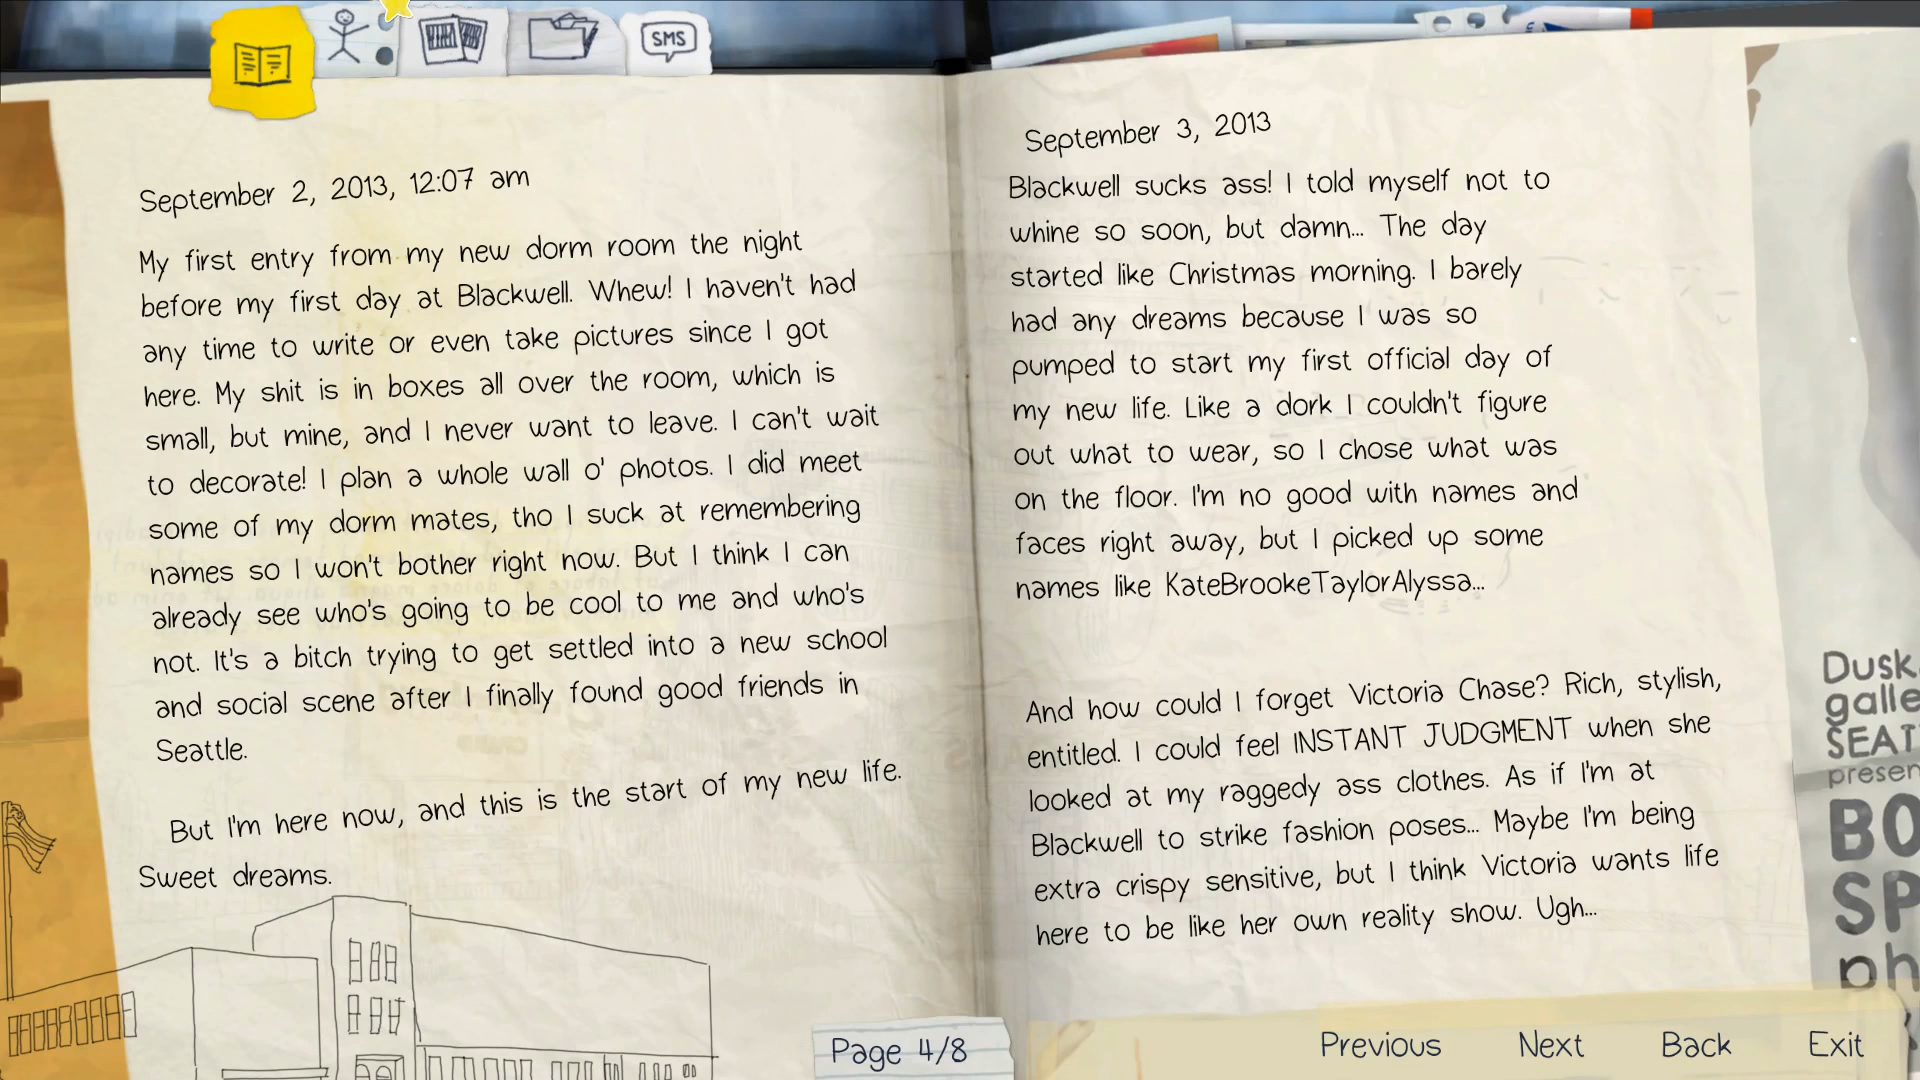 SMS
September 2, 2013, 12:07 am
My first entry from my new dorm room the night
before my first day at Blackwell. Whew! I haven't had
any time to write or even take pictures since I got
here. My shit is in boxes all over the room, which is
small, but mine, and I never want to leave. I can't wait
to decorate! I plan a whole wall o' photos. I did meet
some of my dorm mates, tho I suck at remembering
names so I won't bother right now. But I think I can
already see who's going to be cool to me and who's
not. It's a bitch trying to get settled into a new school
and social scene after I finally found good friends in
Seattle.
But I'm here now, and this is the start of my new life.
Sweet dreams.
September 3, 2013
Blackwell sucks ass! I told myself not to
whine so soon, but damn... The day
started like Christmas morning. I barely
had any dreams because I was so
pumped to start my first official day of
my new life. Like a dork I couldn't figure
out what to wear, so I chose what was
on the floor. I'm no good with names and
faces right away, but I picked up some
names like KateBrookeTaylorAlyssa...
And how could I forget Victoria Chase? Rich, stylish,
entitled. I could feel INSTANT JUDGMENT when she
looked at my raggedy ass clothes. As if I'm at
Blackwell to strike fashion poses... Maybe I'm being
extra crispy sensitive, but I think Victoria wants life
here to be like her own reality show. Ugh...
Dusk
galle
SEAT
presen
BO
SP
ph
Page 4/8
Previous Next Back Exit